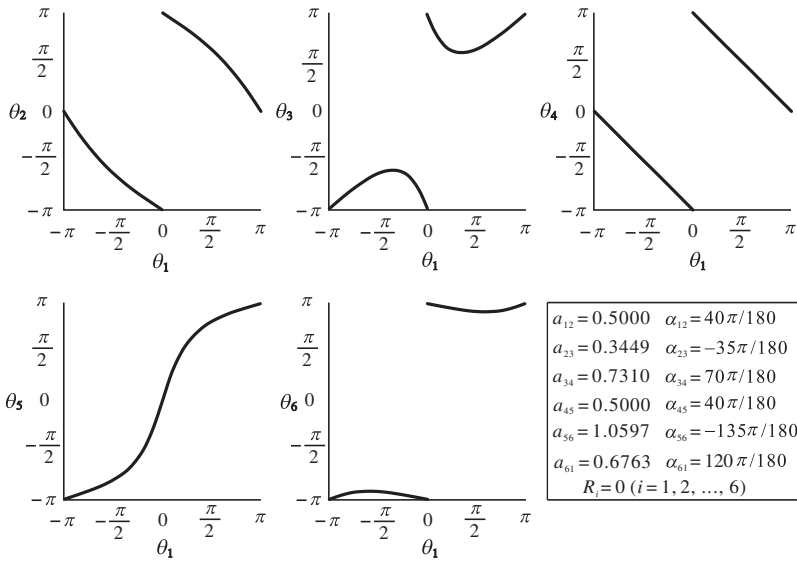 π
π/2
θ2 0
−π/2
−π
−π −π/2 0 π/2 π
θ1
π
π/2
θ3 0
−π/2
−π
−π −π/2 0 π/2 π
θ1
π
π/2
θ4 0
−π/2
−π
−π −π/2 0 π/2 π
θ1
π
π/2
θ5 0
−π/2
−π
−π −π/2 0 π/2 π
θ1
π
π/2
θ6 0
−π/2
−π
−π −π/2 0 π/2 π
θ1
a12=0.5000 α12=40π/180
a23=0.3449 α23=−35π/180
a34=0.7310 α34=70π/180
a45=0.5000 α45=40π/180
a56=1.0597 α56=−135π/180
a61=0.6763 α61=120π/180
Ri=0 (i=1, 2, ..., 6)